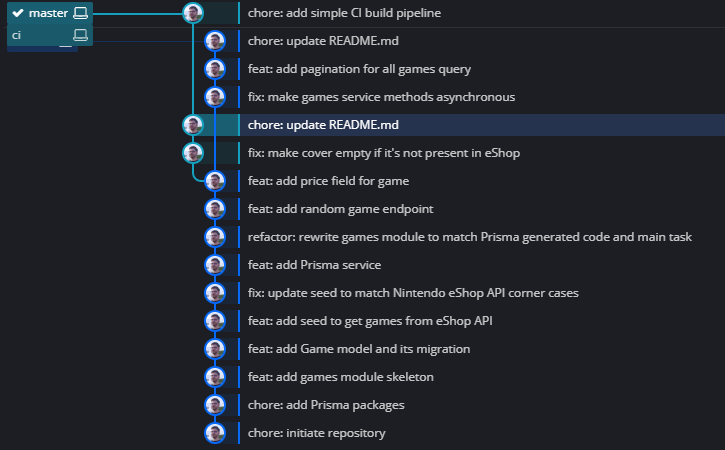 master chore: add simple CI build pipeline
ci
chore: update README.md
feat: add pagination for all games query
fix: make games service methods asynchronous
chore: update README.md
fix: make cover empty if it's not present in eShop
feat: add price field for game
feat: add random game endpoint
refactor: rewrite games module to match Prisma generated code and main task
feat: add Prisma service
fix: update seed to match Nintendo eShop API corner cases
feat: add seed to get games from eShop API
feat: add Game model and its migration
feat: add games module skeleton
chore: add Prisma packages
chore: initiate repository